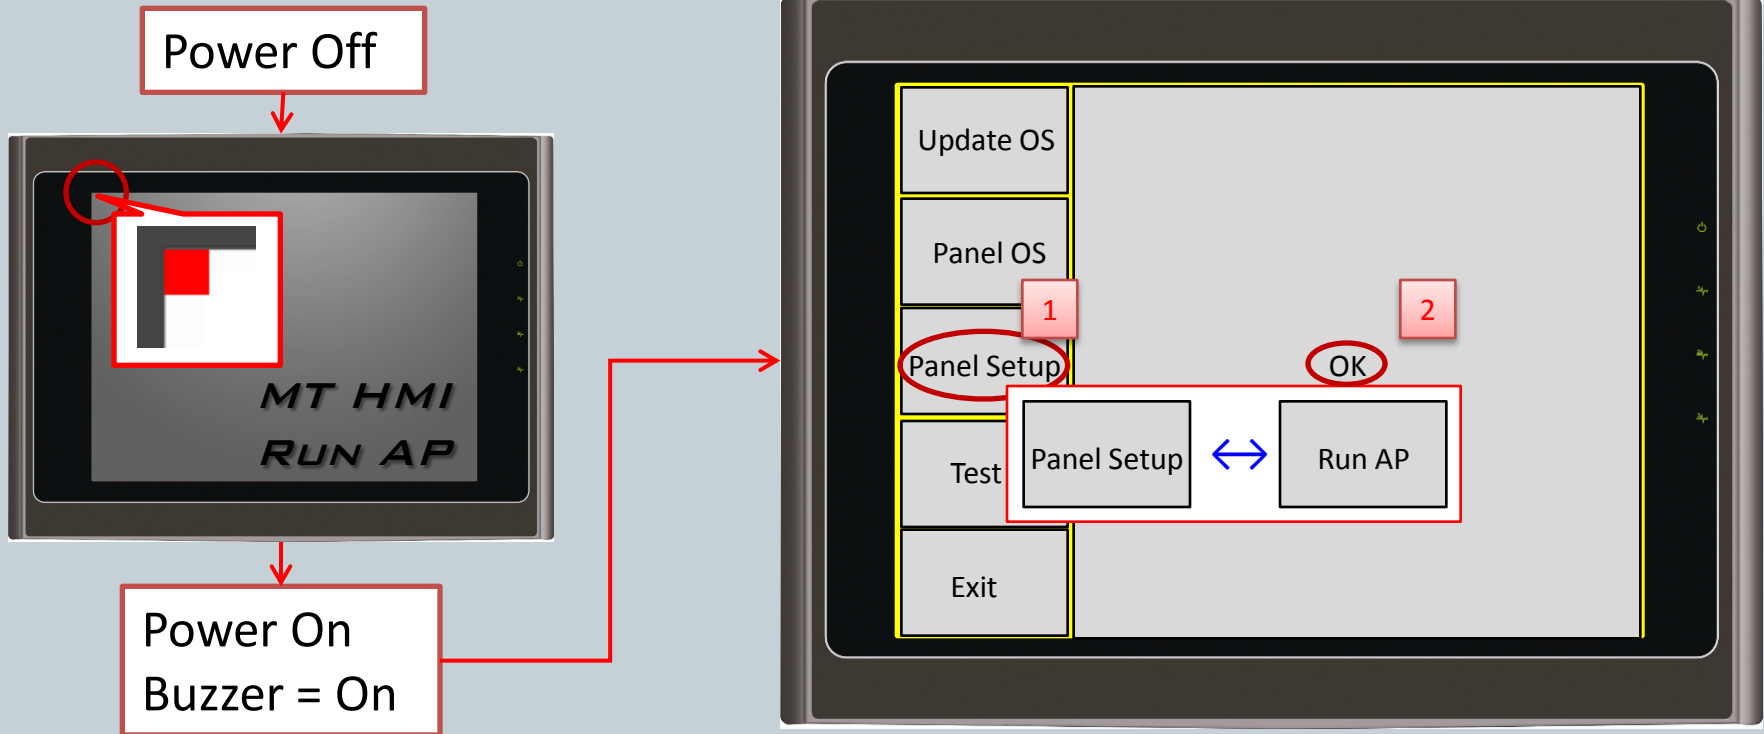 Power Off
MT HMI
RUN AP
Power On
Buzzer = On
Update OS
Panel OS
1
2
Panel Setup
OK
Test
Panel Setup
Run AP
Exit